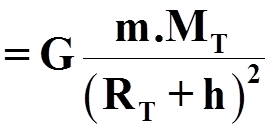 = G m.M_T / (R_T + h)^2